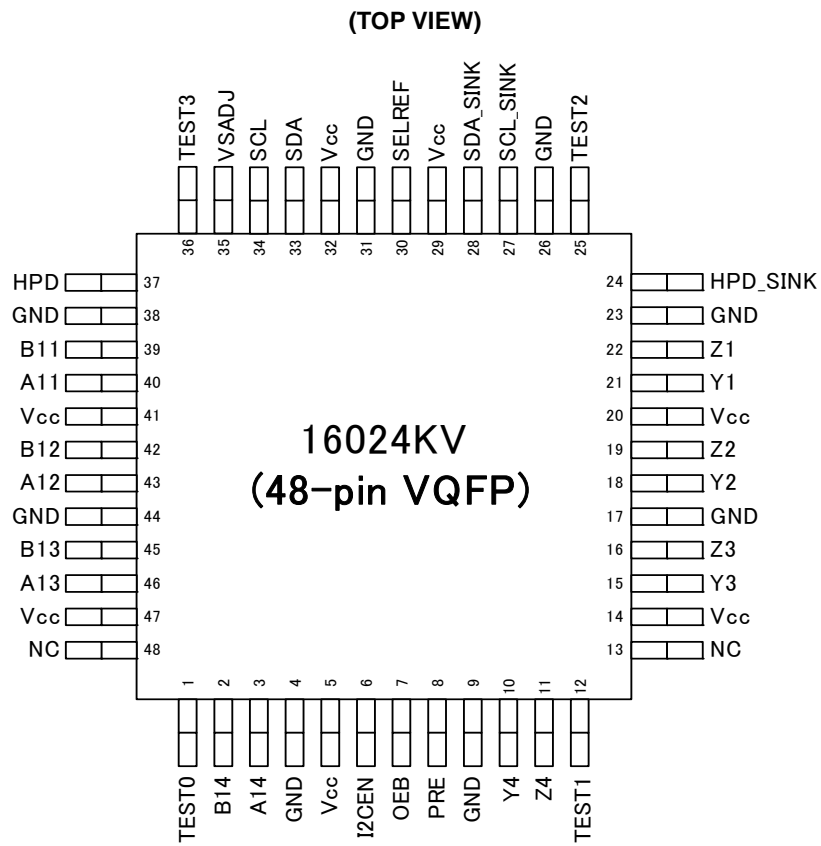 (TOP VIEW)
TEST3 VSADJ SCL SDA Vcc GND SELREF Vcc SDA_SINK SCL_SINK GND TEST2
36 35 34 33 32 31 30 29 28 27 26 25
HPD 37 24 HPD_SINK
GND 38 23 GND
B11 39 22 Z1
A11 40 21 Y1
Vcc 41 20 Vcc
B12 42 19 Z2
A12 43 18 Y2
GND 44 17 GND
B13 45 16 Z3
A13 46 15 Y3
Vcc 47 14 Vcc
NC 48 13 NC
16024KV
(48-pin VQFP)
1 2 3 4 5 6 7 8 9 10 11 12
TEST0 B14 A14 GND Vcc I2CEN OEB PRE GND Y4 Z4 TEST1